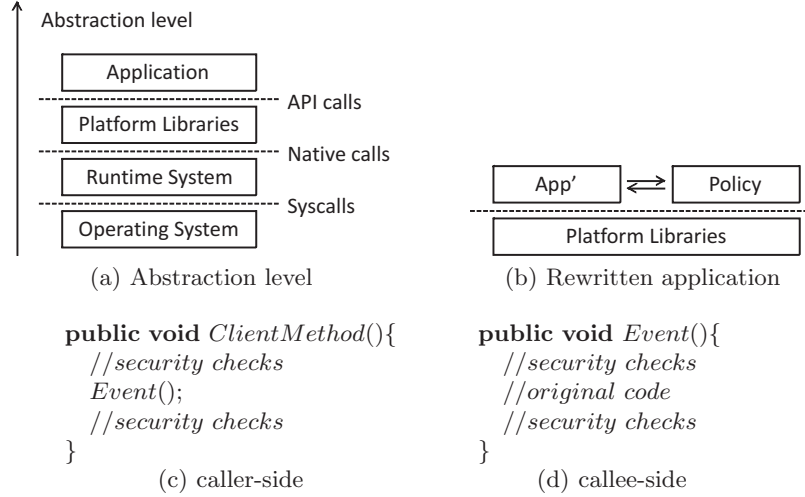 Abstraction level
Application
API calls
Platform Libraries
Native calls
Runtime System
Syscalls
Operating System
(a) Abstraction level
App’
Policy
Platform Libraries
(b) Rewritten application
public void ClientMethod(){
//security checks
Event();
//security checks
}
(c) caller-side
public void Event(){
//security checks
//original code
//security checks
}
(d) callee-side